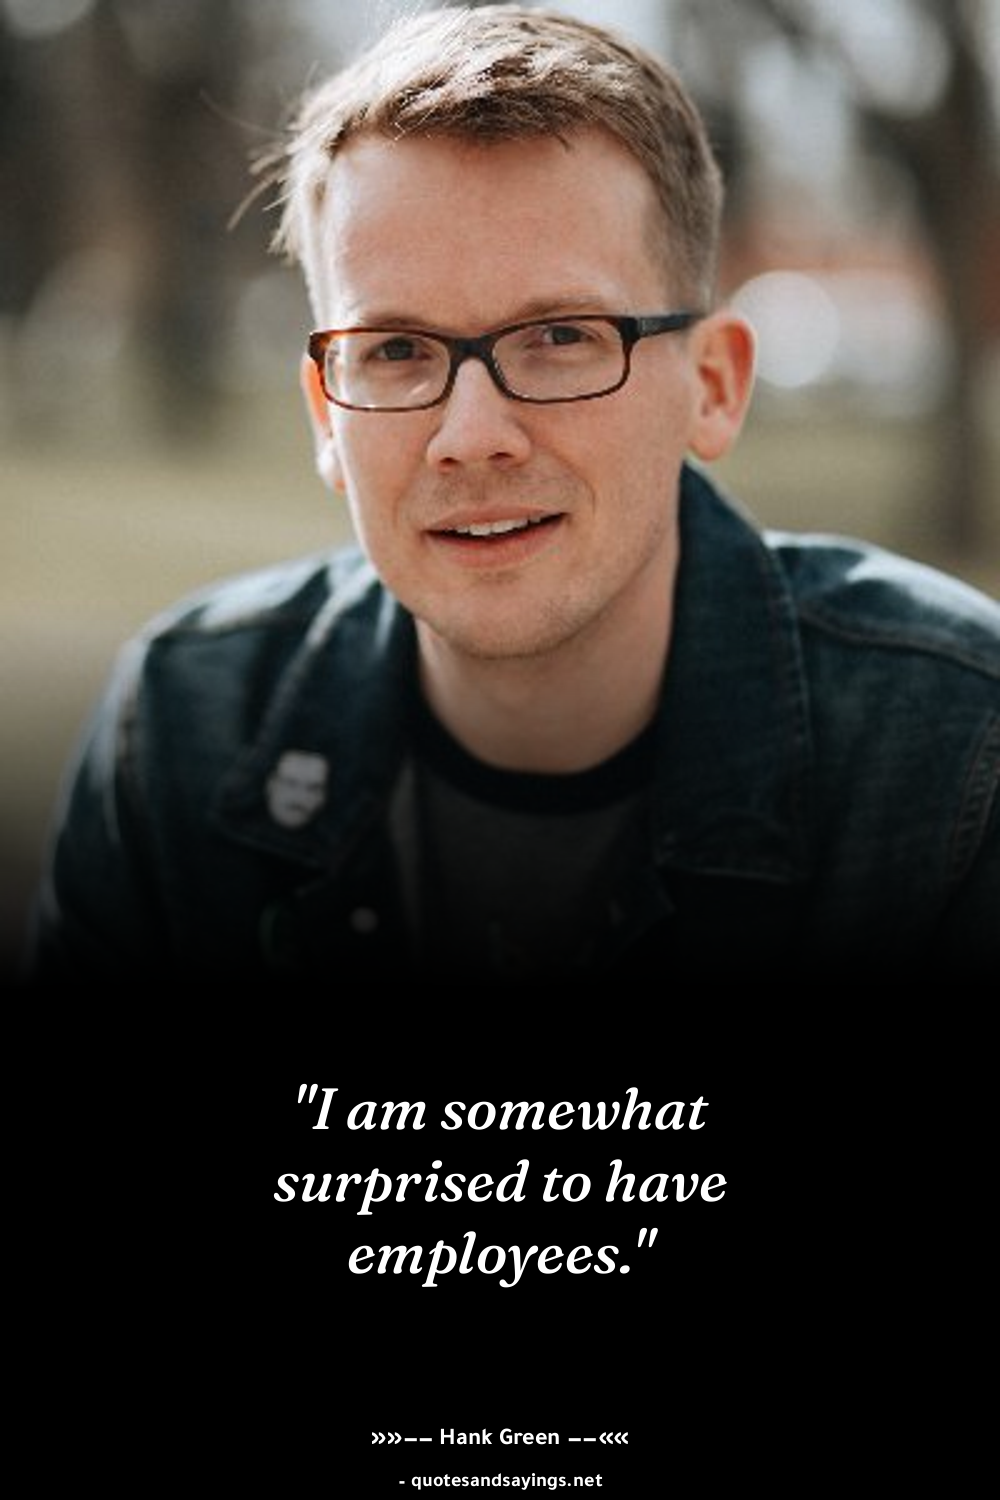 "I am somewhat
surprised to have
employees."
»»−− Hank Green −−««
- quotesandsayings.net